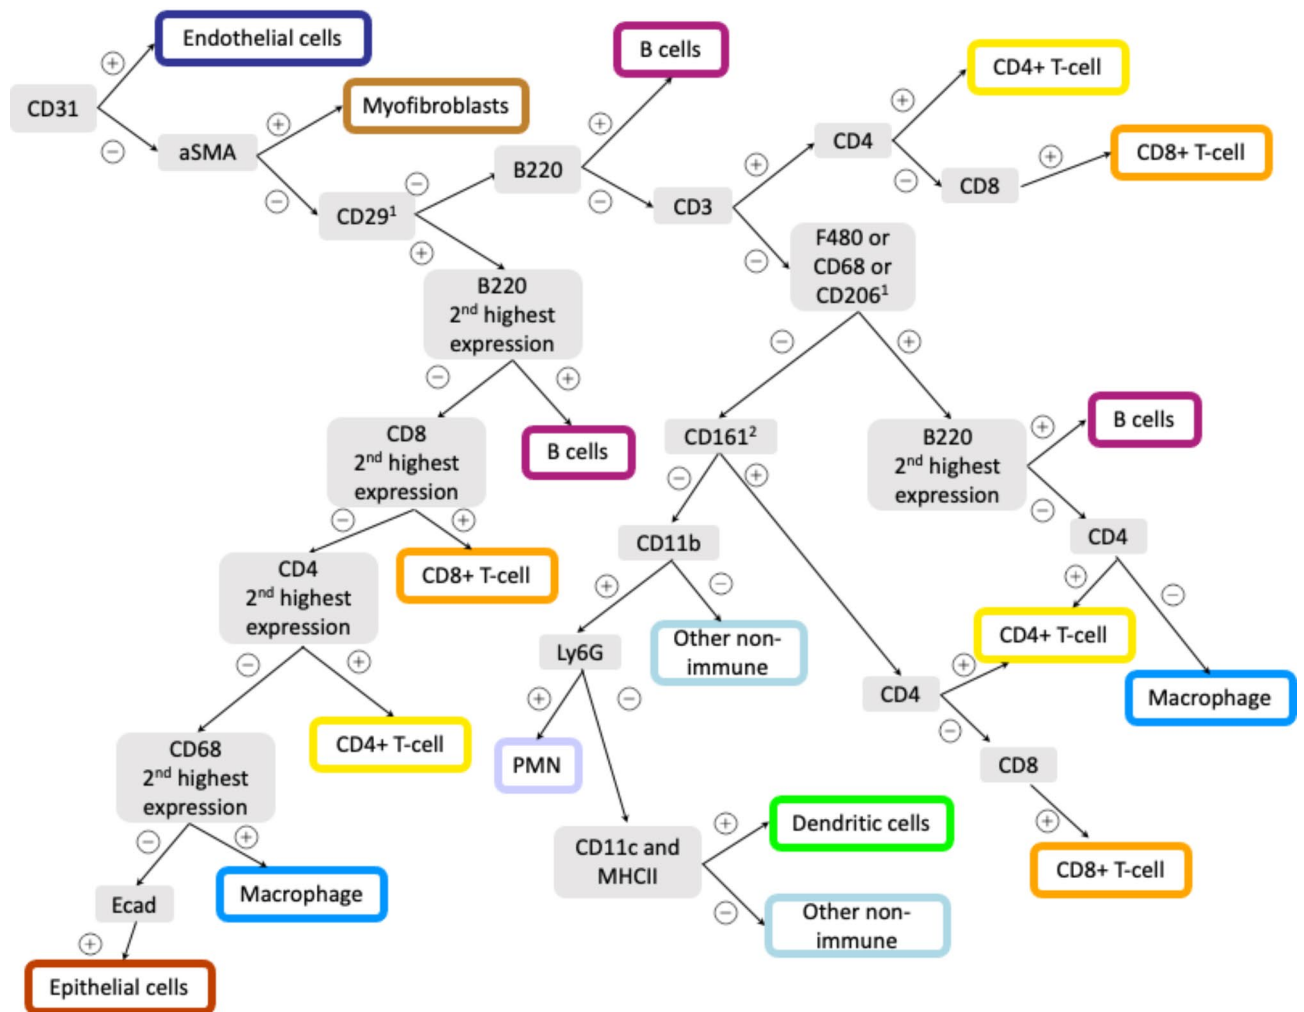 Endothelial cells
B cells
CD4+ T-cell
CD31
Myofibroblasts
aSMA
CD4
CD8+ T-cell
B220
CD8
CD29¹
CD3
F480 or
CD68 or
CD206¹
B220
2nd highest
expression
CD8
2nd highest
expression
B cells
CD161²
B220
2nd highest
expression
B cells
CD11b
CD4
CD4
2nd highest
expression
CD8+ T-cell
Ly6G
Other non-
immune
CD4+ T-cell
CD4
Macrophage
CD68
2nd highest
expression
CD4+ T-cell
PMN
CD8
CD11c and
MHCII
Dendritic cells
CD8+ T-cell
Ecad
Macrophage
Other non-
immune
Epithelial cells